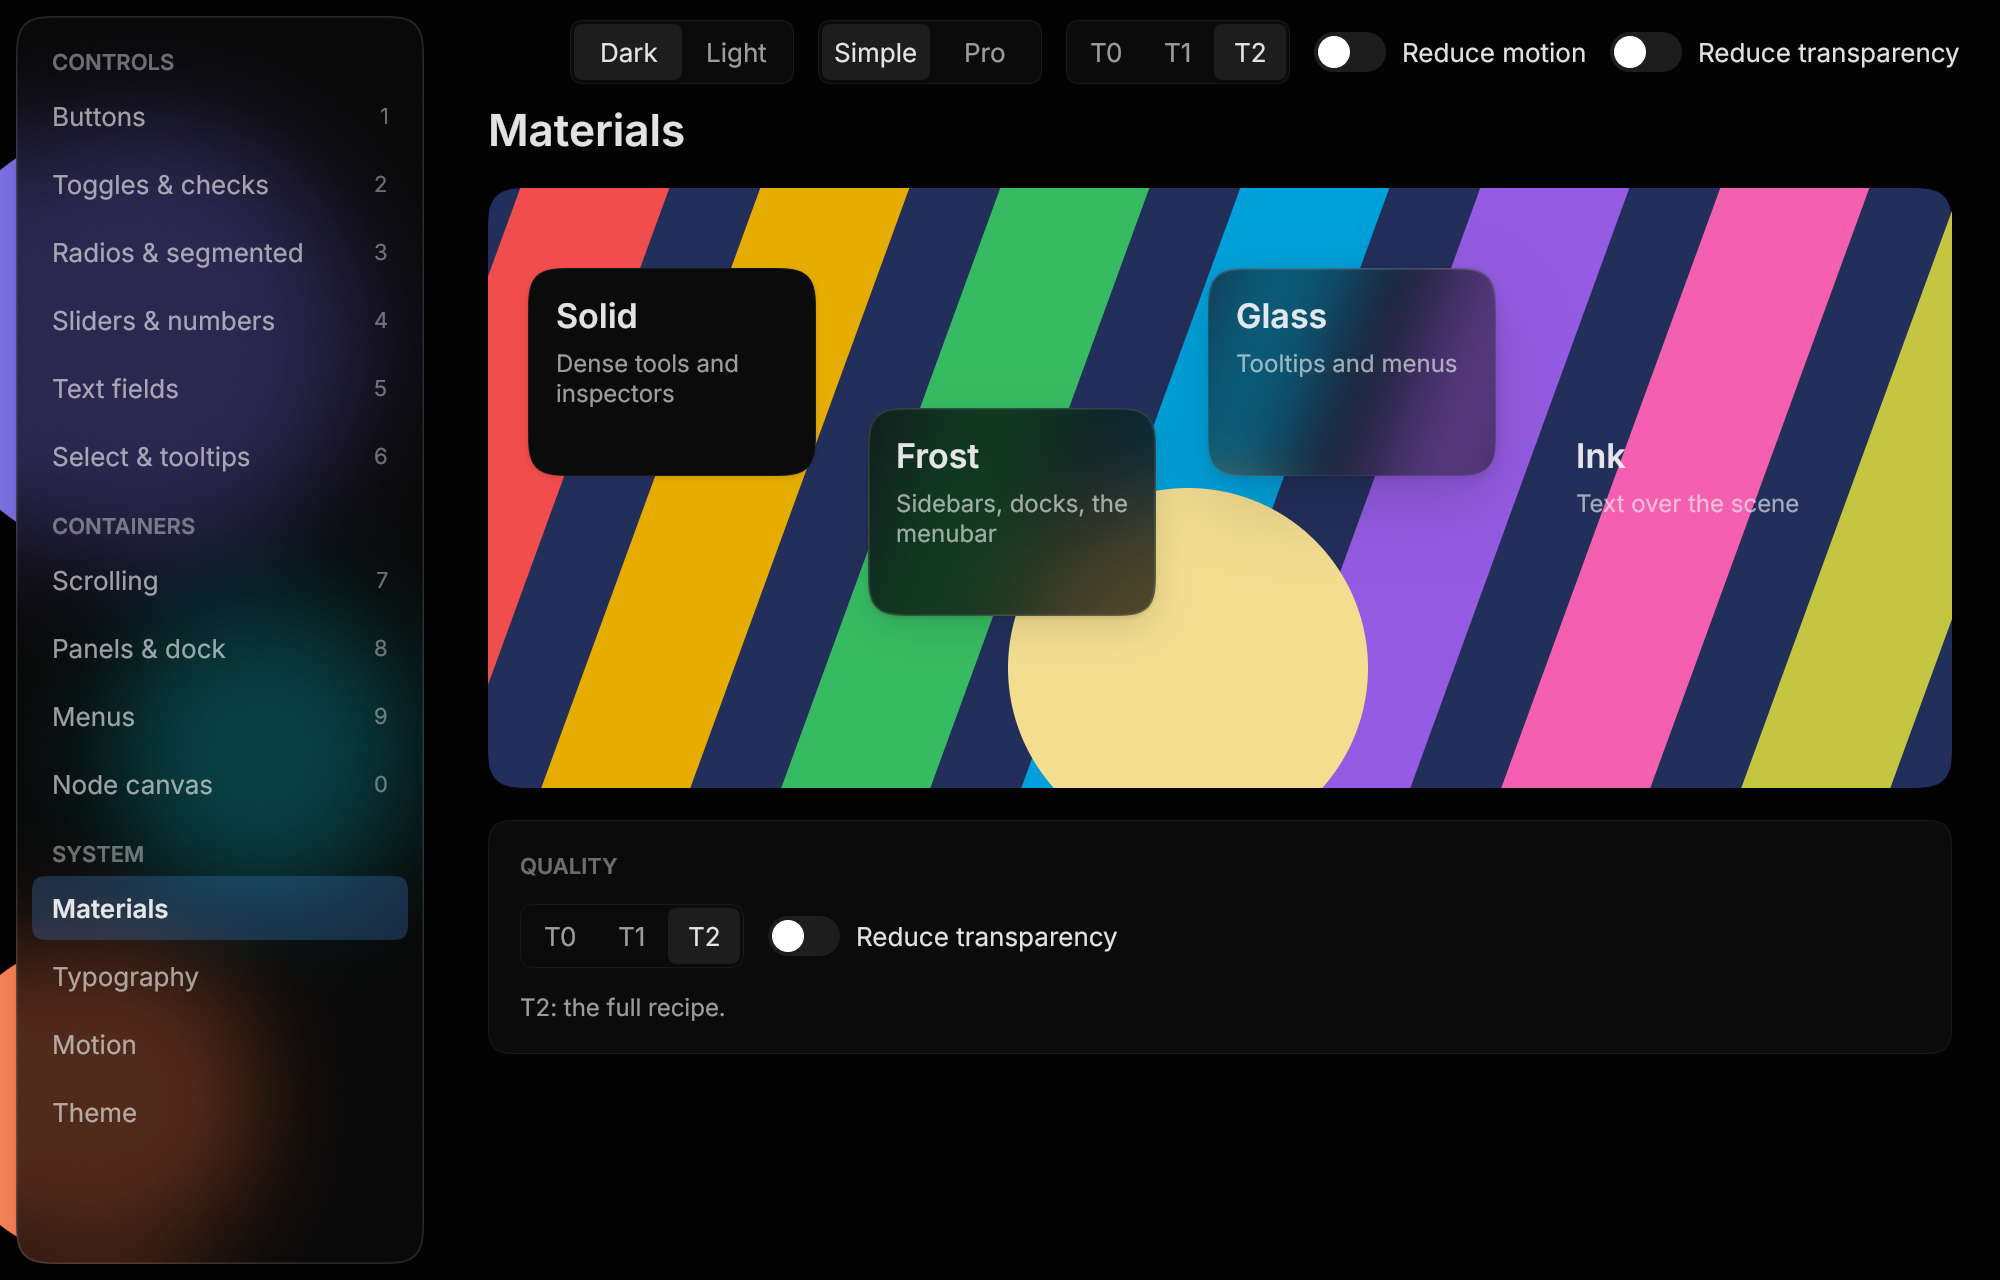 CONTROLS
Buttons 1
Toggles & checks 2
Radios & segmented 3
Sliders & numbers 4
Text fields 5
Select & tooltips 6
CONTAINERS
Scrolling 7
Panels & dock 8
Menus 9
Node canvas 0
SYSTEM
Materials
Typography
Motion
Theme
Dark Light Simple Pro T0 T1 T2 Reduce motion Reduce transparency
Materials
Solid
Dense tools and
inspectors
Frost
Sidebars, docks, the
menubar
Glass
Tooltips and menus
Ink
Text over the scene
QUALITY
T0 T1 T2 Reduce transparency
T2: the full recipe.